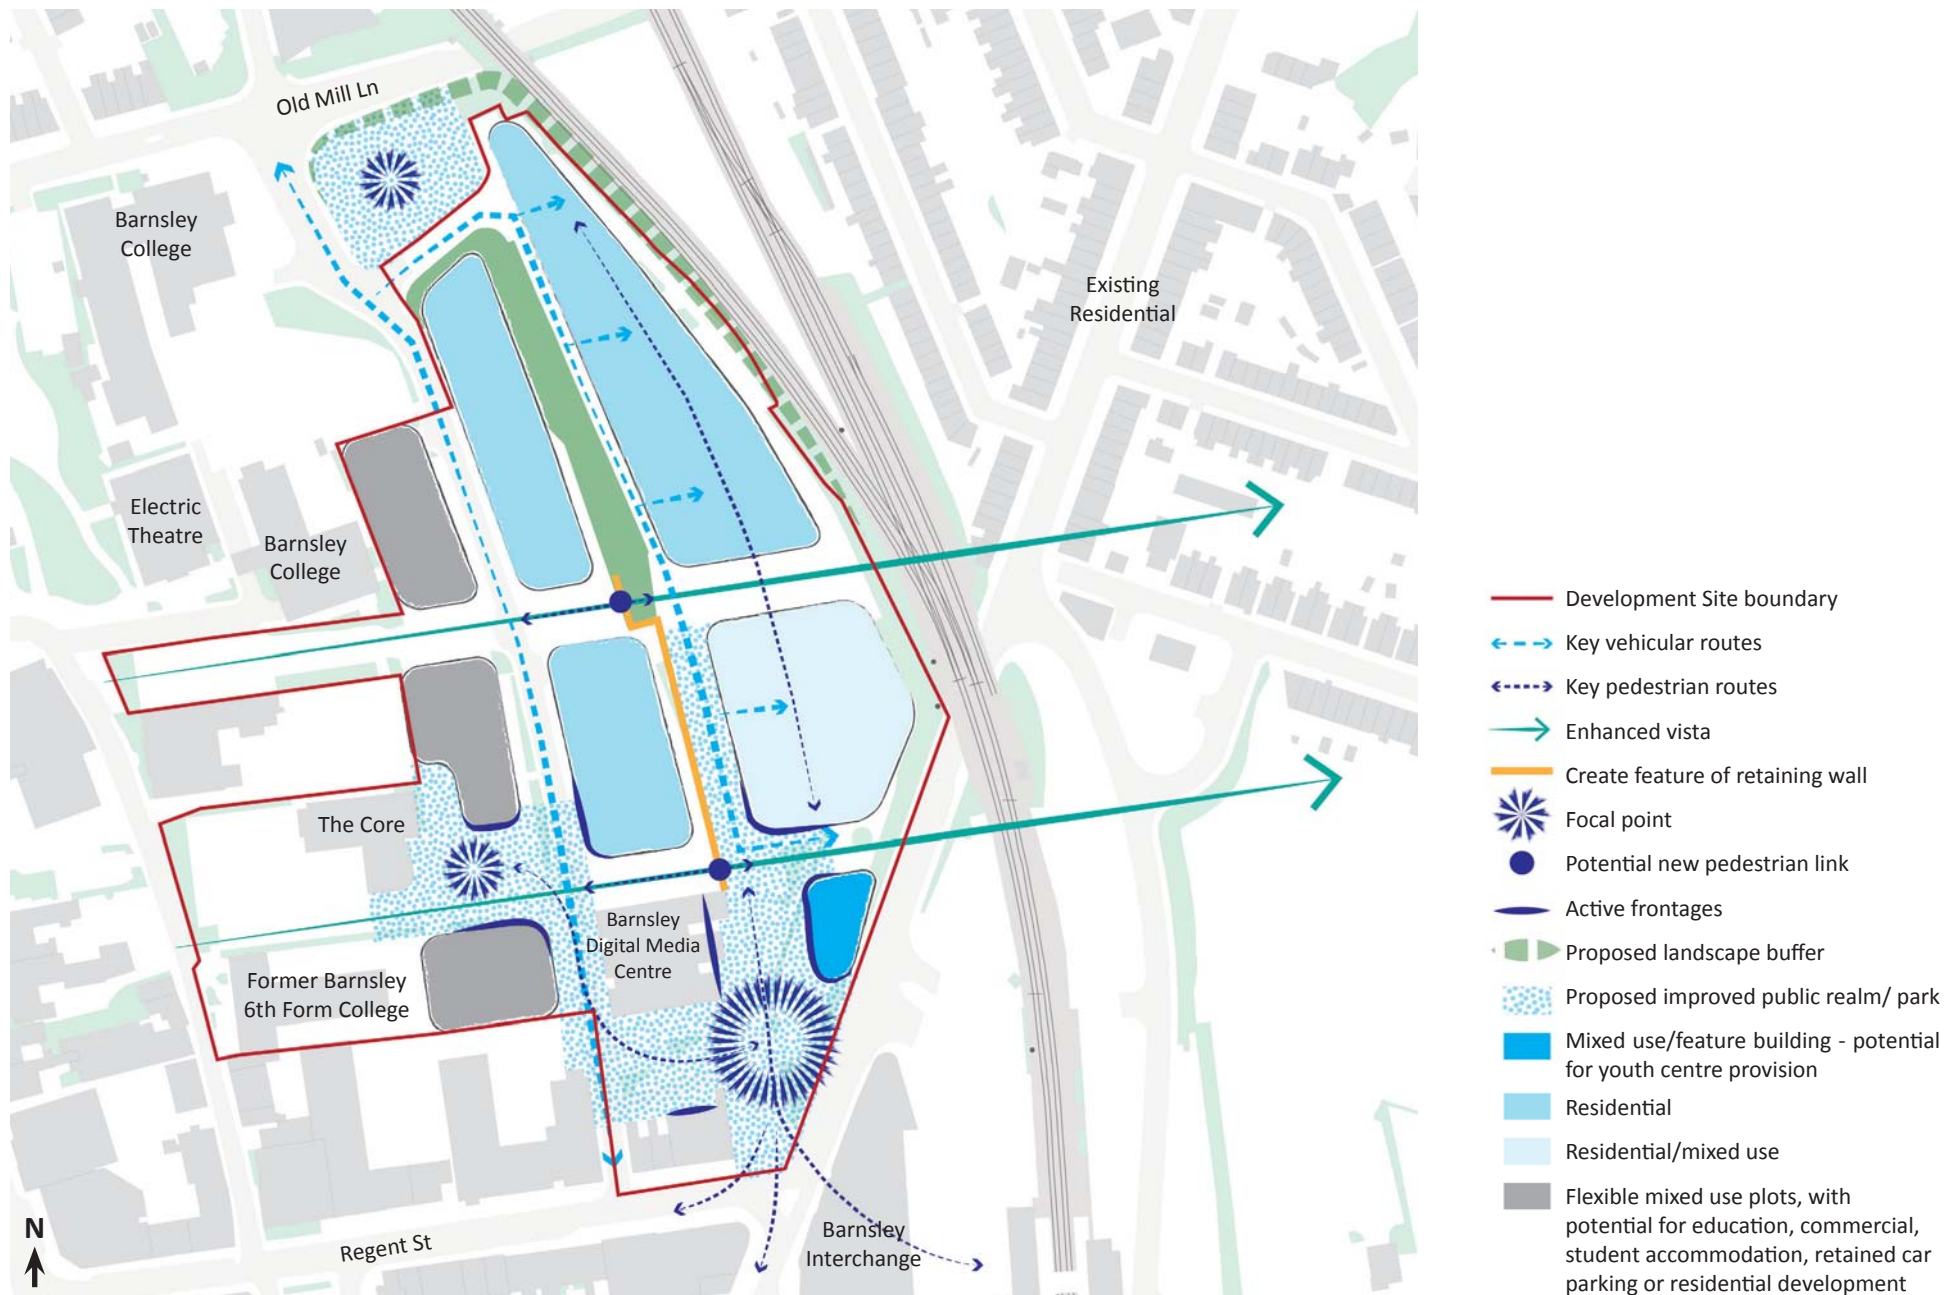 Old Mill Ln
Barnsley
College
Existing
Residential
Electric
Theatre
Barnsley
College
The Core
Barnsley
Digital Media
Centre
Former Barnsley
6th Form College
Regent St
Barnsley
Interchange
N
Development Site boundary
Key vehicular routes
Key pedestrian routes
Enhanced vista
Create feature of retaining wall
Focal point
Potential new pedestrian link
Active frontages
Proposed landscape buffer
Proposed improved public realm/ park
Mixed use/feature building - potential
for youth centre provision
Residential
Residential/mixed use
Flexible mixed use plots, with
potential for education, commercial,
student accommodation, retained car
parking or residential development